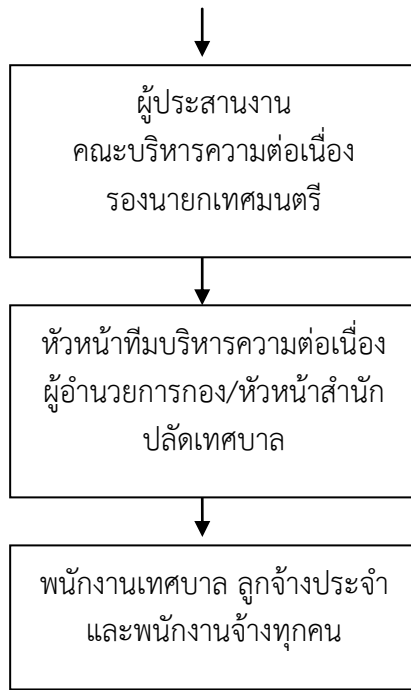 ผู้ประสานงาน
คณะบริหารความต่อเนื่อง
รองนายกเทศมนตรี
หัวหน้าทีมบริหารความต่อเนื่อง
ผู้อำนวยการกอง/หัวหน้าสำนัก
ปลัดเทศบาล
พนักงานเทศบาล ลูกจ้างประจำ
และพนักงานจ้างทุกคน